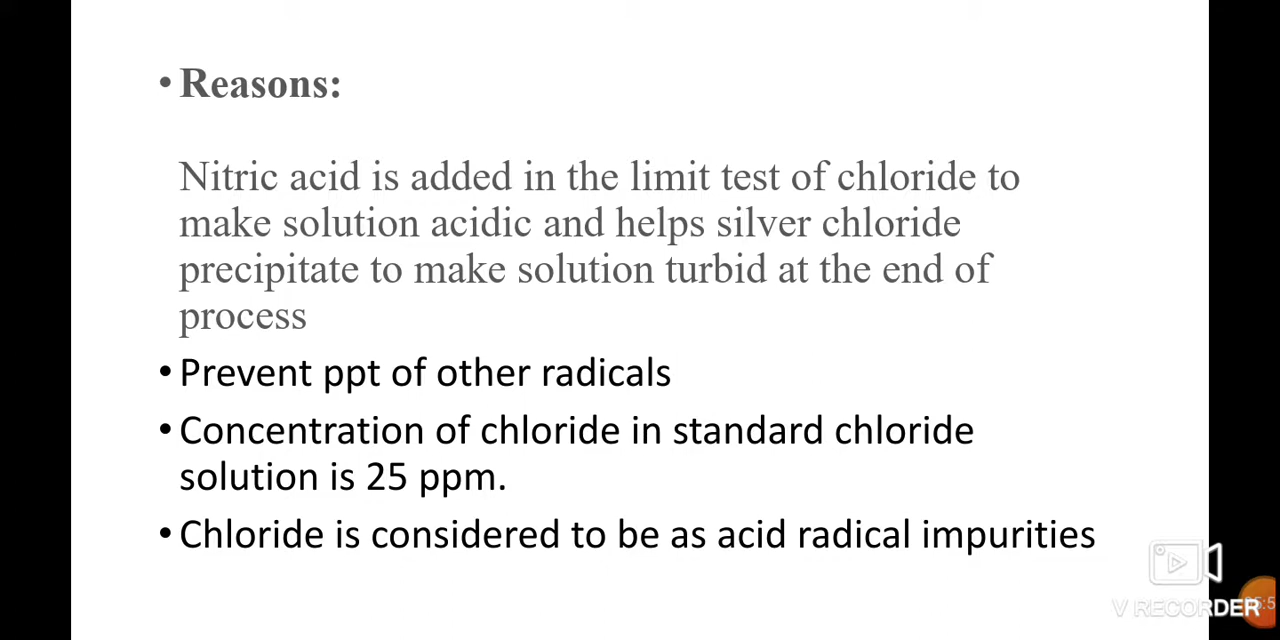 • Reasons:
Nitric acid is added in the limit test of chloride to
make solution acidic and helps silver chloride
precipitate to make solution turbid at the end of
process
• Prevent ppt of other radicals
• Concentration of chloride in standard chloride
solution is 25 ppm.
• Chloride is considered to be as acid radical impurities
V RECORDER